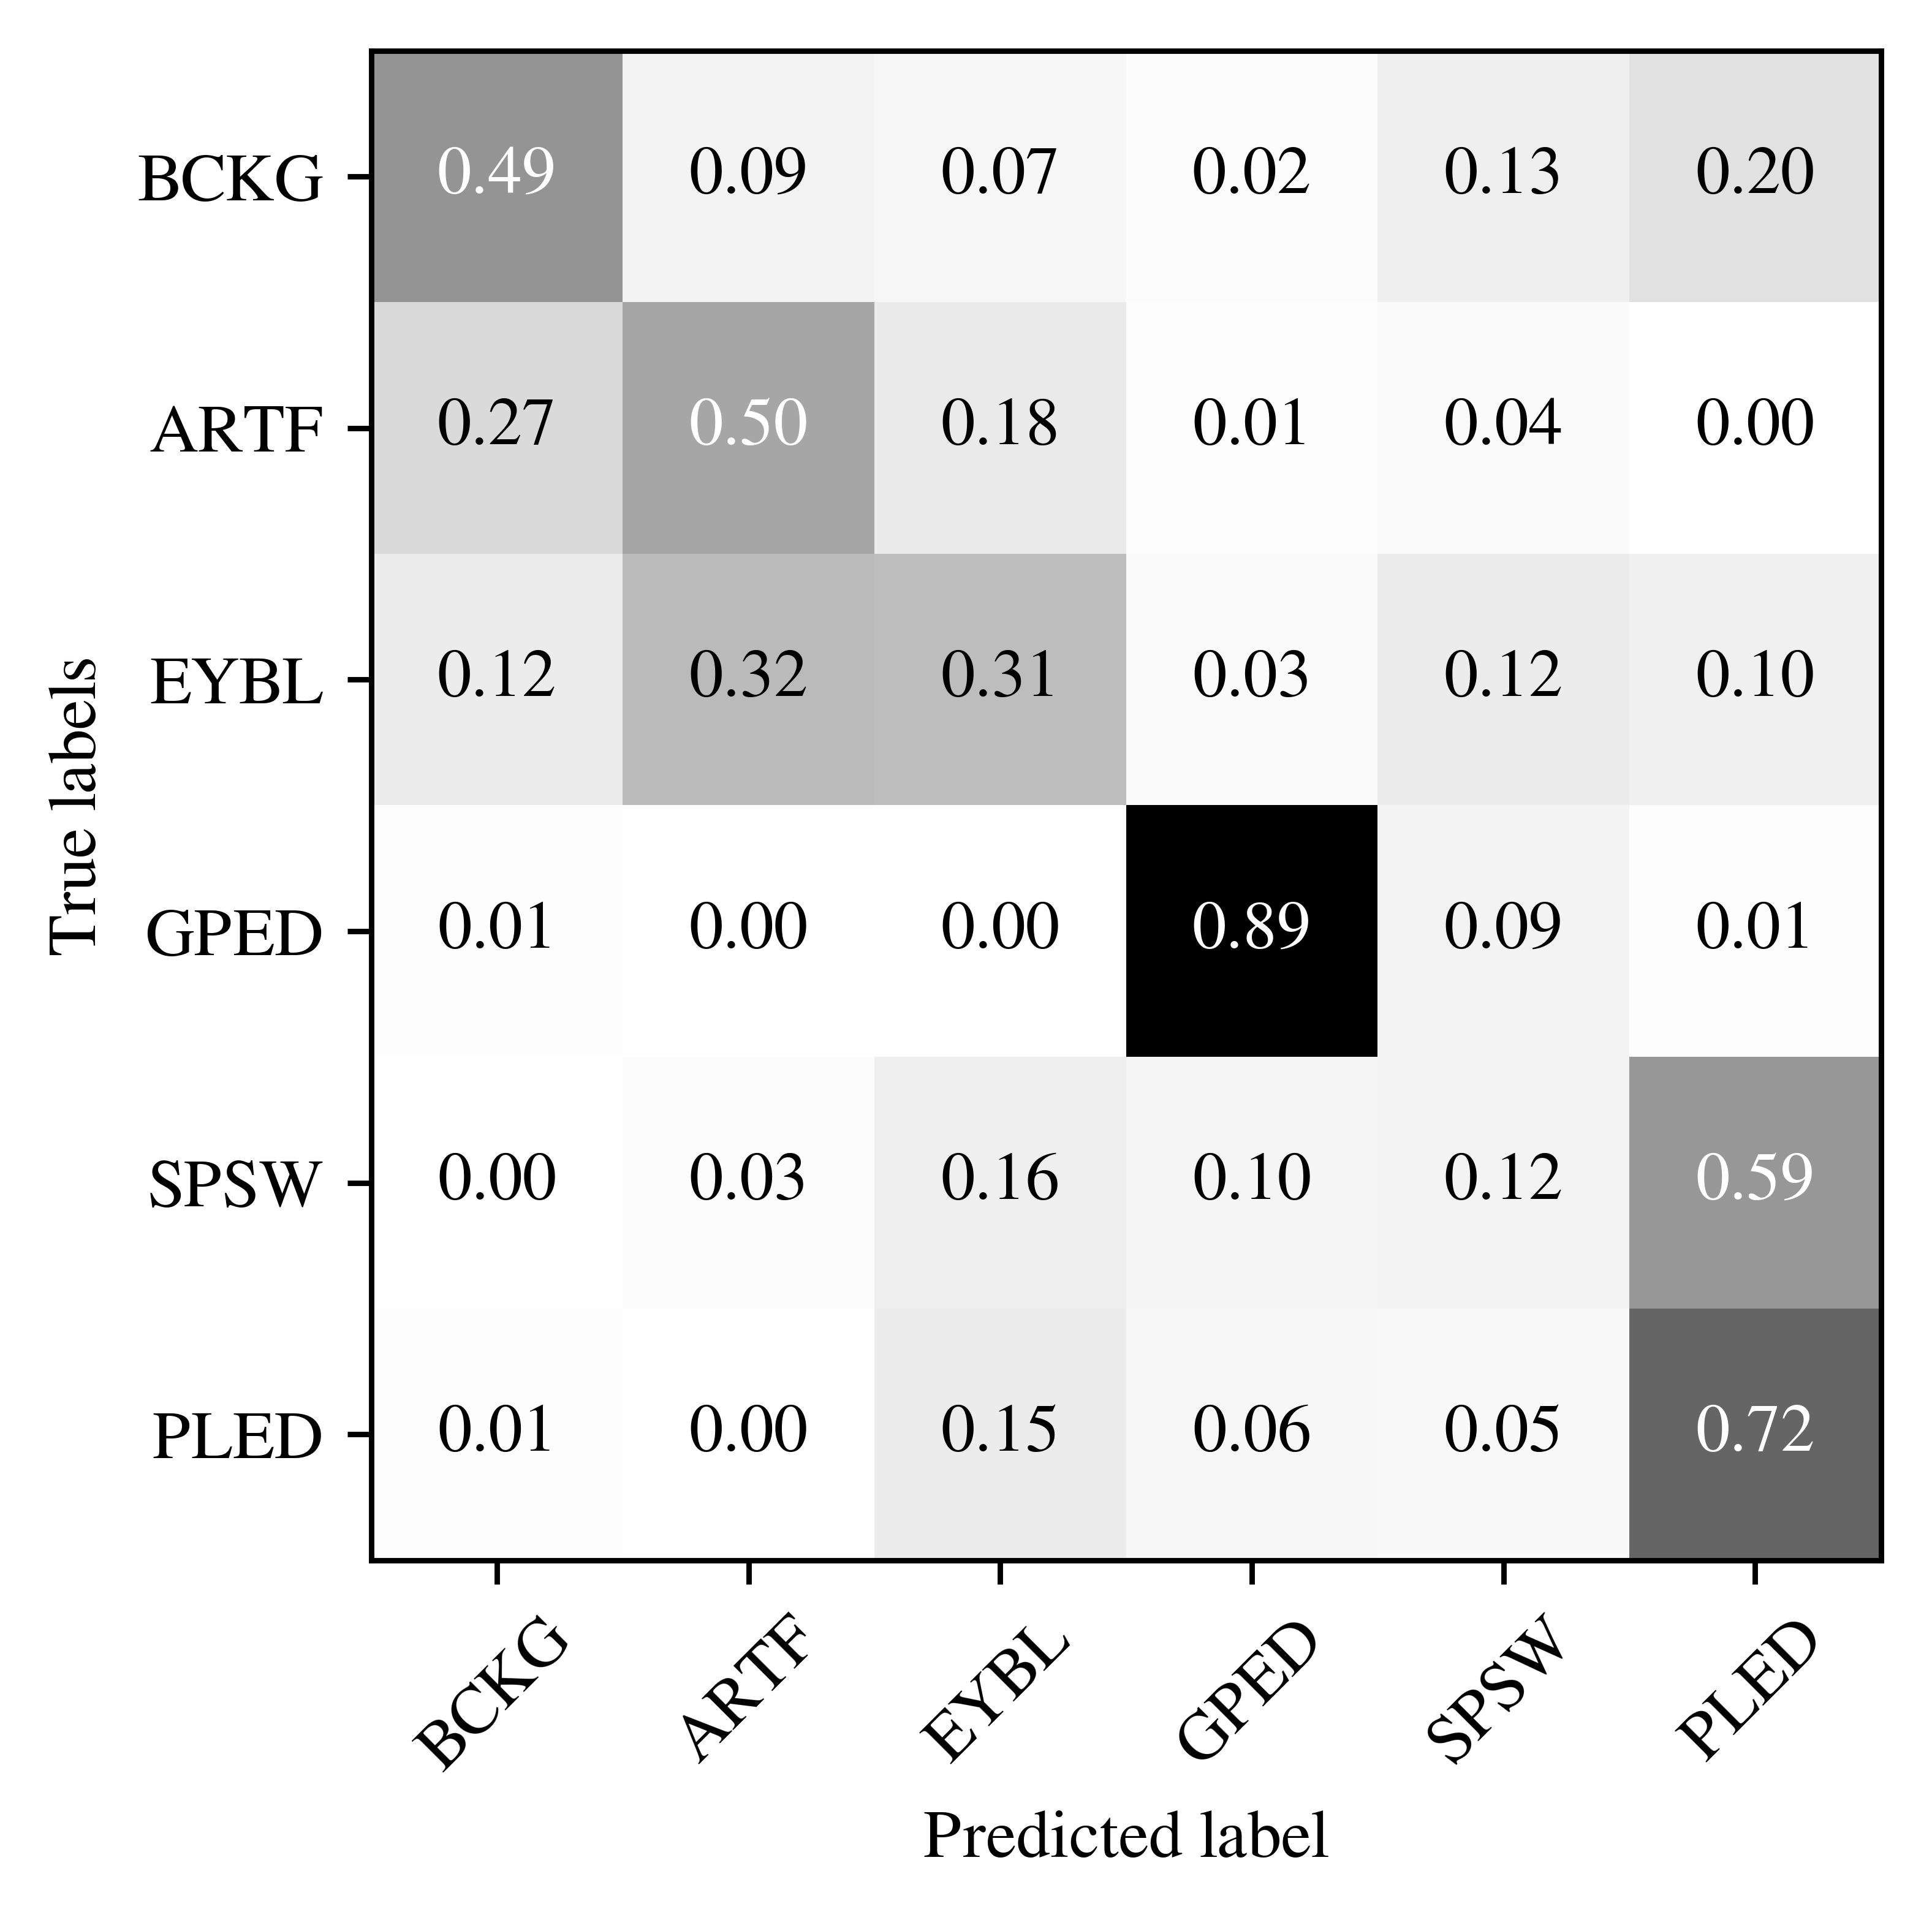 BCKG 0.49 0.09 0.07 0.02 0.13 0.20
ARTF 0.27 0.50 0.18 0.01 0.04 0.00
EYBL 0.12 0.32 0.31 0.03 0.12 0.10
GPED 0.01 0.00 0.00 0.89 0.09 0.01
SPSW 0.00 0.03 0.16 0.10 0.12 0.59
PLED 0.01 0.00 0.15 0.06 0.05 0.72
True labels
BCKG ARTF EYBL GPED SPSW PLED
Predicted label